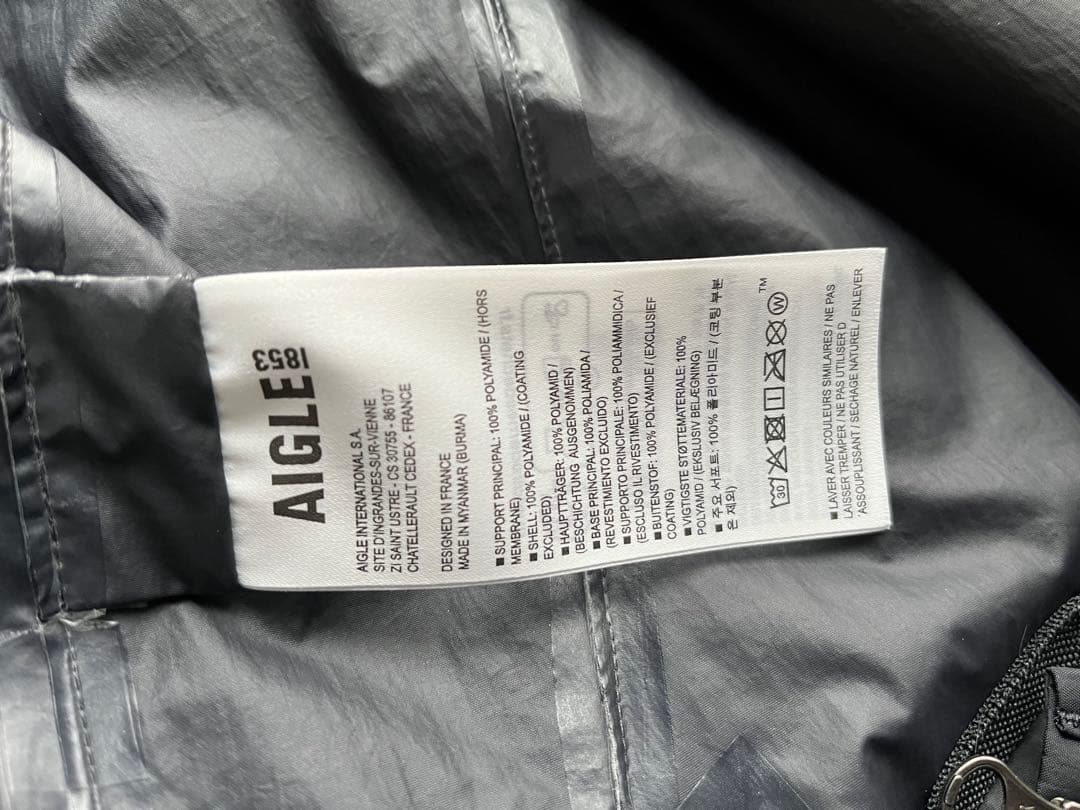 AIGLE
1853
AIGLE INTERNATIONAL S.A.
SITE D'INGRANDES-SUR-VIENNE
ZI SAINT USTRE - CS 30755 - 86107
CHATELLERAULT CEDEX - FRANCE
DESIGNED IN FRANCE
MADE IN MYANMAR (BURMA)
■ SUPPORT PRINCIPAL: 100% POLYAMIDE / (HORS
MEMBRANE)
■ SHELL: 100% POLYAMIDE / (COATING
EXCLUDED)
■ HAUPTTRÄGER: 100% POLYAMID /
(BESCHICHTUNG AUSGENOMMEN)
■ BASE PRINCIPAL: 100% POLIAMIDA /
(REVESTIMIENTO EXCLUIDO)
■ SUPPORTO PRINCIPALE: 100% POLIAMMIDICA /
(ESCLUSO IL RIVESTIMENTO)
■ BUITENSTOF: 100% POLYAMIDE / (EXCLUSIEF
COATING)
■ VIGTIGSTE STØTTEMATERIALE: 100%
POLYAMID / (EKSLUSIV BELÆGNING)
■ 주요 서포트: 100% 폴리아미드 / (코팅 부분
은 제외)
30 W TM
■ LAVER AVEC COULEURS SIMILAIRES / NE PAS
LAISSER TREMPER / NE PAS UTILISER D
'ASSOUPLISSANT / SECHAGE NATUREL / ENLEVER